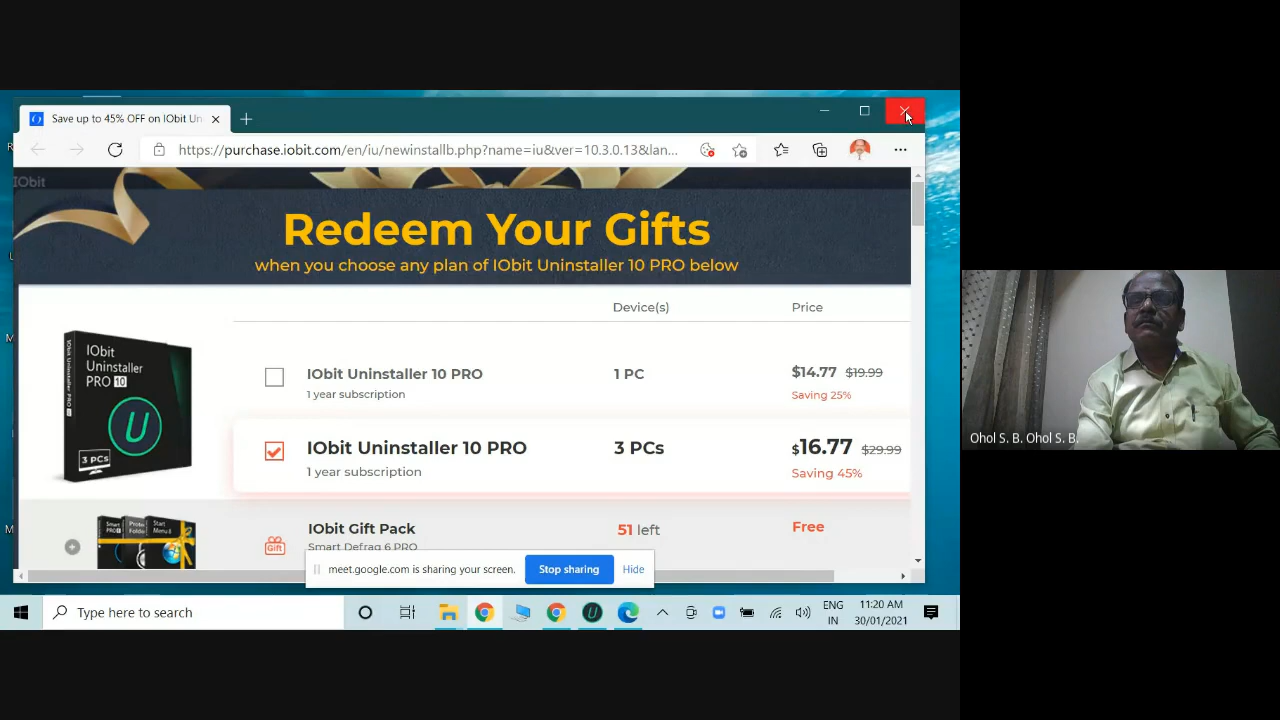 Save up to 45% OFF on IObit Un
https://purchase.iobit.com/en/iu/newinstallb.php?name=iu&ver=10.3.0.13&lan...
IObit
Redeem Your Gifts
when you choose any plan of IObit Uninstaller 10 PRO below
Device(s) Price
IObit Uninstaller PRO 10
IObit
Uninstaller
PRO 10
U
3 PCs
IObit Uninstaller 10 PRO 1 PC $14.77 $19.99
1 year subscription Saving 25%
IObit Uninstaller 10 PRO 3 PCs $16.77 $29.99
1 year subscription Saving 45%
IObit Gift Pack 51 left Free
Gift Smart Defrag 6 PRO
meet.google.com is sharing your screen. Stop sharing Hide
Type here to search
ENG
IN
11:20 AM
30/01/2021
Ohol S. B. Ohol S. B.